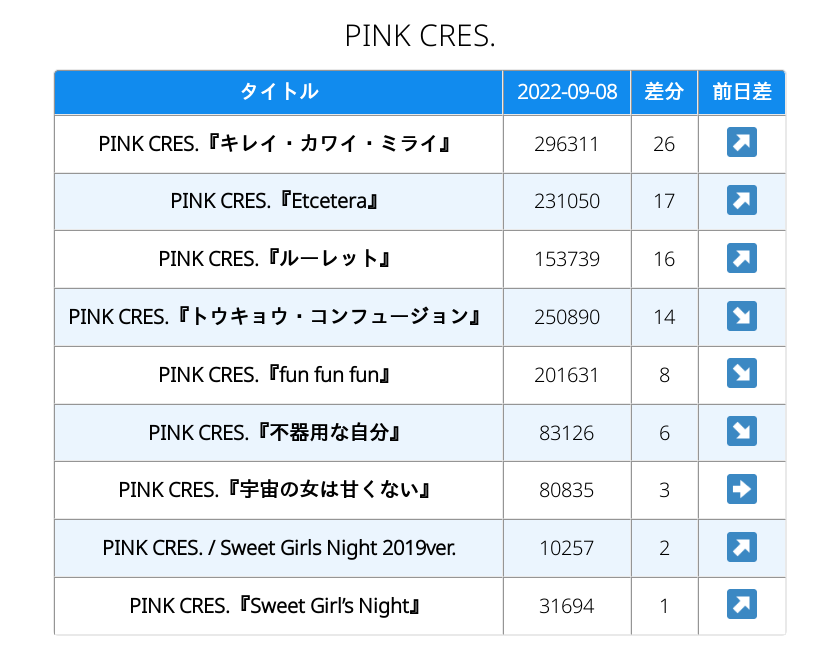 PINK CRES.
タイトル 2022-09-08 差分 前日差
PINK CRES.『キレイ・カワイ・ミライ』 296311 26 ↗
PINK CRES.『Etcetera』 231050 17 ↗
PINK CRES.『ルーレット』 153739 16 ↗
PINK CRES.『トウキョウ・コンフュージョン』 250890 14 ↘
PINK CRES.『fun fun fun』 201631 8 ↘
PINK CRES.『不器用な自分』 83126 6 ↘
PINK CRES.『宇宙の女は甘くない』 80835 3 ➡
PINK CRES. / Sweet Girls Night 2019ver. 10257 2 ↗
PINK CRES.『Sweet Girl’s Night』 31694 1 ↗